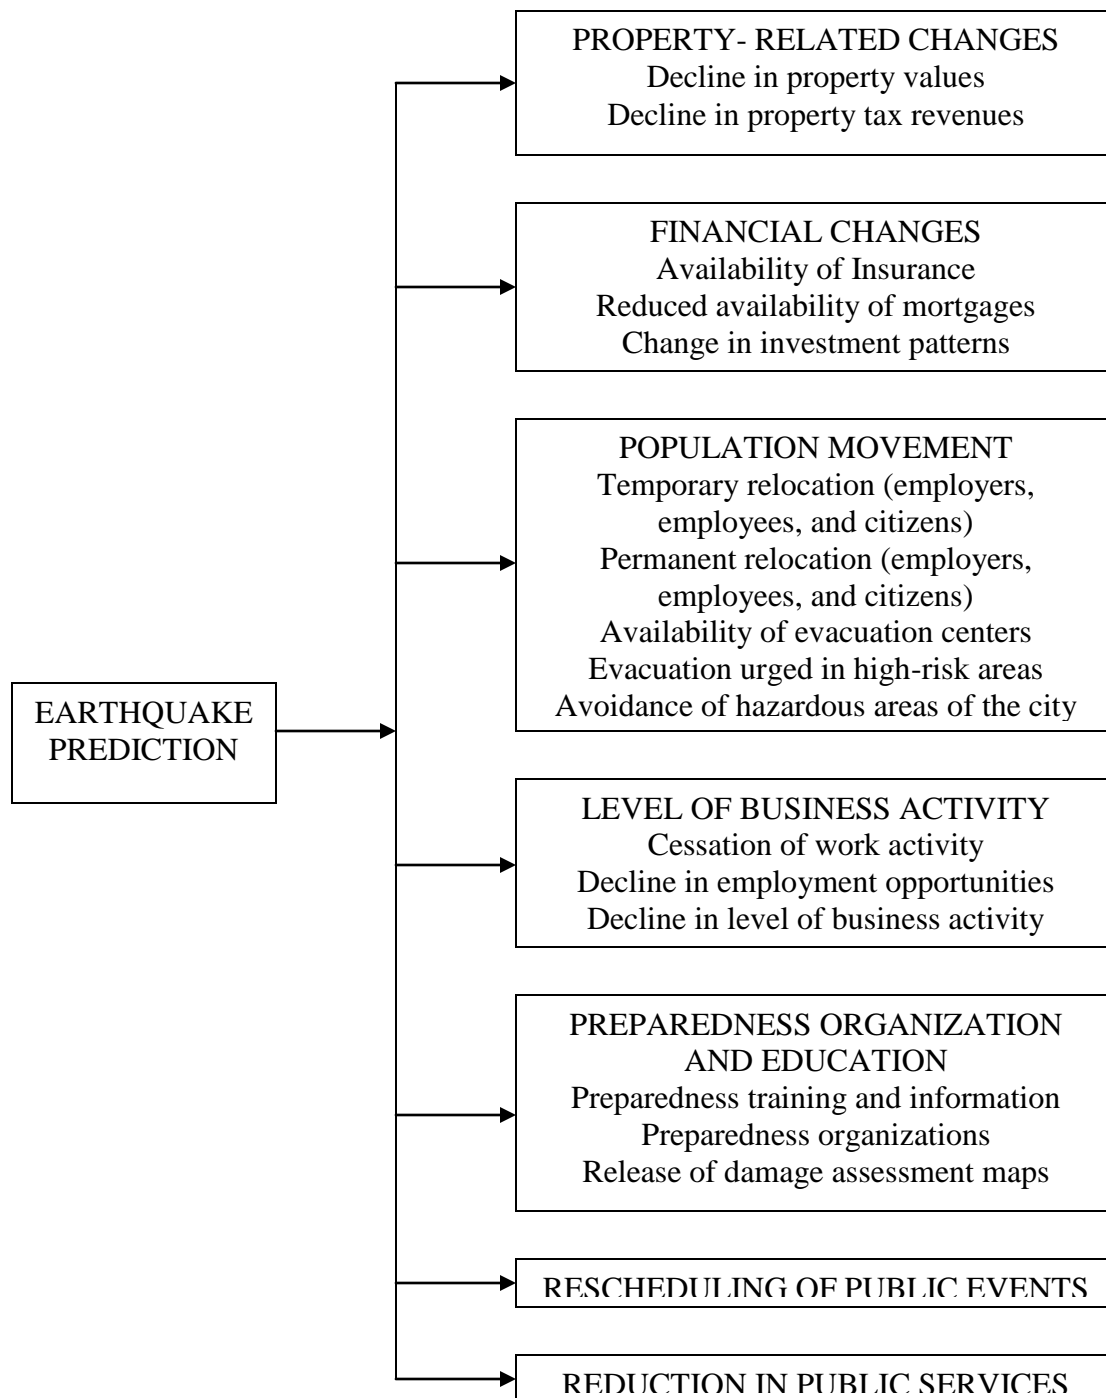 PROPERTY- RELATED CHANGES
Decline in property values
Decline in property tax revenues
FINANCIAL CHANGES
Availability of Insurance
Reduced availability of mortgages
Change in investment patterns
POPULATION MOVEMENT
Temporary relocation (employers,
employees, and citizens)
Permanent relocation (employers,
employees, and citizens)
Availability of evacuation centers
Evacuation urged in high-risk areas
Avoidance of hazardous areas of the city
EARTHQUAKE
PREDICTION
LEVEL OF BUSINESS ACTIVITY
Cessation of work activity
Decline in employment opportunities
Decline in level of business activity
PREPAREDNESS ORGANIZATION
AND EDUCATION
Preparedness training and information
Preparedness organizations
Release of damage assessment maps
RESCHEDULING OF PUBLIC EVENTS
REDUCTION IN PUBLIC SERVICES